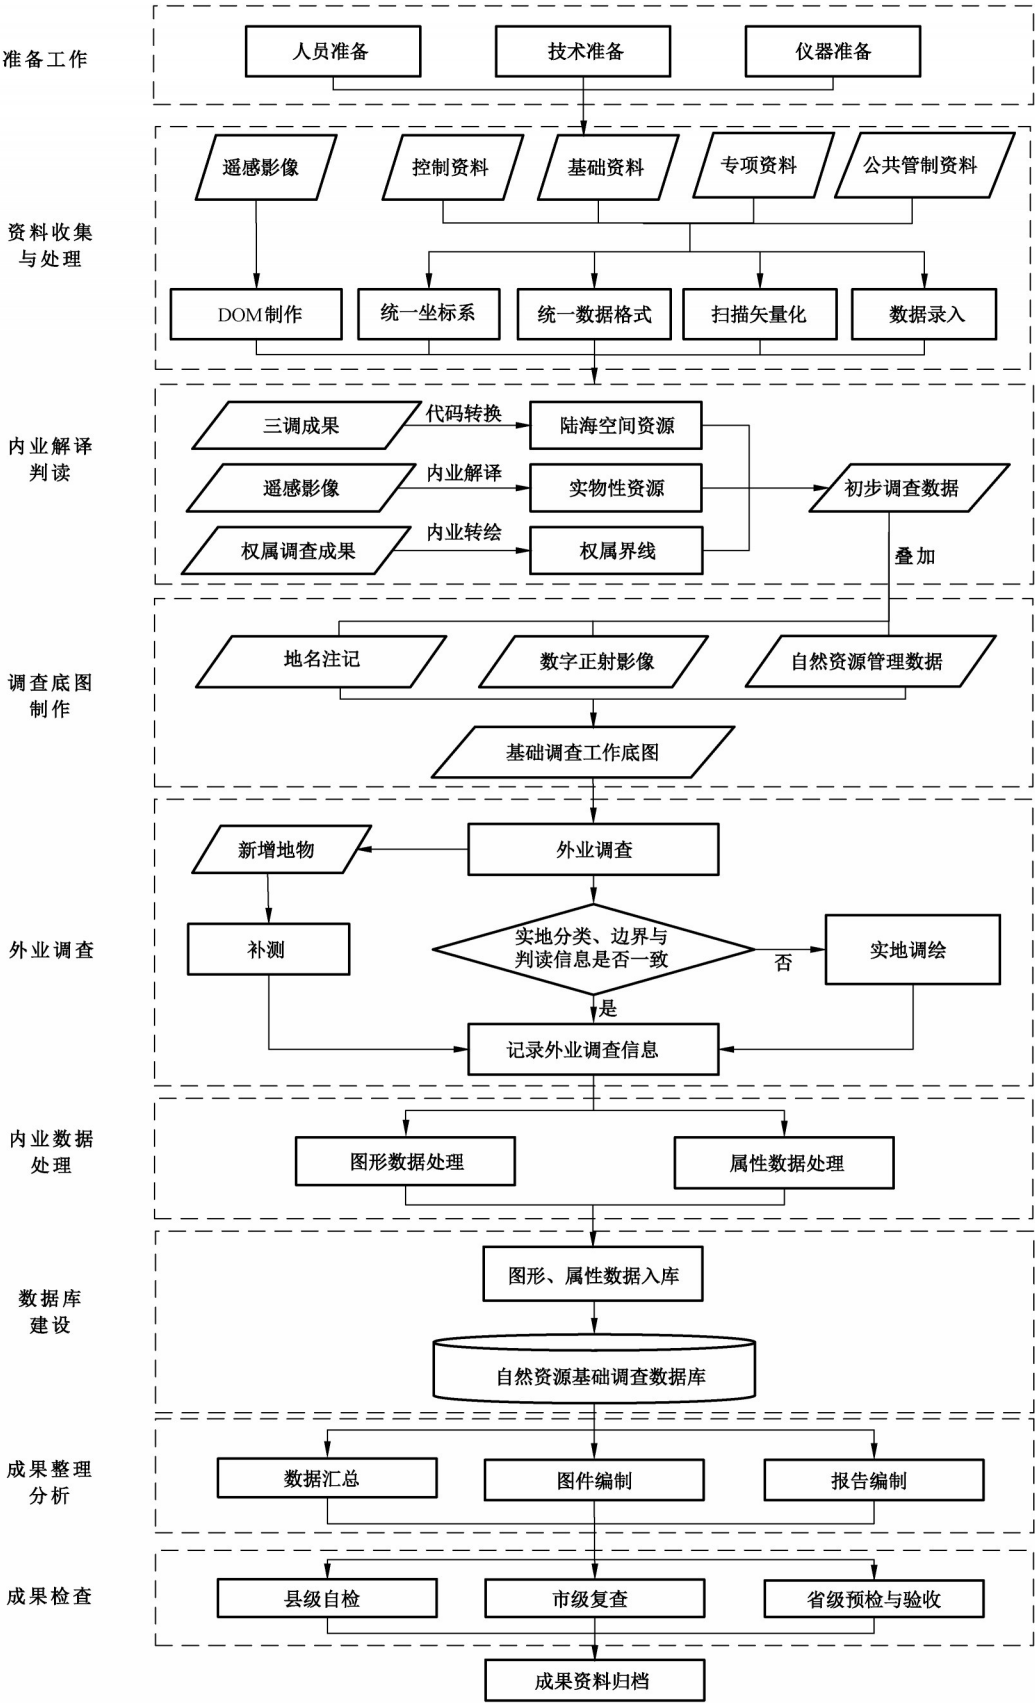 准备工作
人员准备
技术准备
仪器准备
资料收集
与处理
遥感影像
控制资料
基础资料
专项资料
公共管制资料
DOM制作
统一坐标系
统一数据格式
扫描矢量化
数据录入
内业解译
判读
三调成果
代码转换
陆海空间资源
遥感影像
内业解译
实物性资源
初步调查数据
权属调查成果
内业转绘
权属界线
叠加
调查底图
制作
地名注记
数字正射影像
自然资源管理数据
基础调查工作底图
外业调查
新增地物
外业调查
补测
实地分类、边界与
判读信息是否一致
否
实地调绘
是
记录外业调查信息
内业数据
处理
图形数据处理
属性数据处理
数据库
建设
图形、属性数据入库
自然资源基础调查数据库
成果整理
分析
数据汇总
图件编制
报告编制
成果检查
县级自检
市级复查
省级预检与验收
成果资料归档